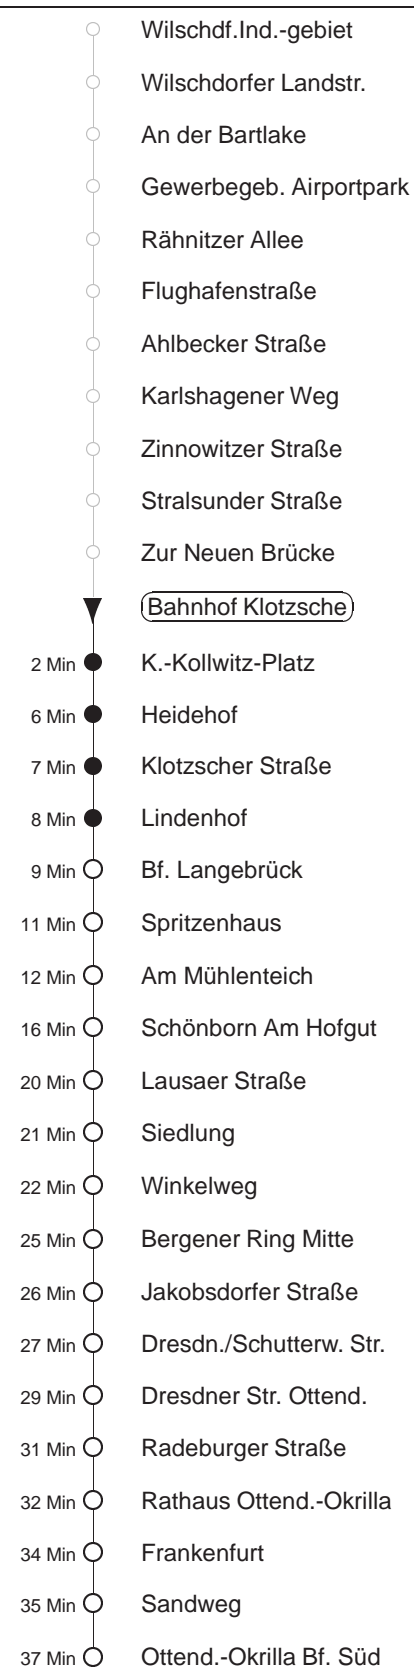 Wilschdf.Ind.-gebiet
Wilschdorfer Landstr.
An der Bartlake
Gewerbegeb. Airportpark
Rähnitzer Allee
Flughafenstraße
Ahlbecker Straße
Karlshagener Weg
Zinnowitzer Straße
Stralsunder Straße
Zur Neuen Brücke
Bahnhof Klotzsche
2 Min K.-Kollwitz-Platz
6 Min Heidehof
7 Min Klotzscher Straße
8 Min Lindenhof
9 Min Bf. Langebrück
11 Min Spritzenhaus
12 Min Am Mühlenteich
16 Min Schönborn Am Hofgut
20 Min Lausaer Straße
21 Min Siedlung
22 Min Winkelweg
25 Min Bergener Ring Mitte
26 Min Jakobsdorfer Straße
27 Min Dresdn./Schutterw. Str.
29 Min Dresdner Str. Ottend.
31 Min Radeburger Straße
32 Min Rathaus Ottend.-Okrilla
34 Min Frankenfurt
35 Min Sandweg
37 Min Ottend.-Okrilla Bf. Süd